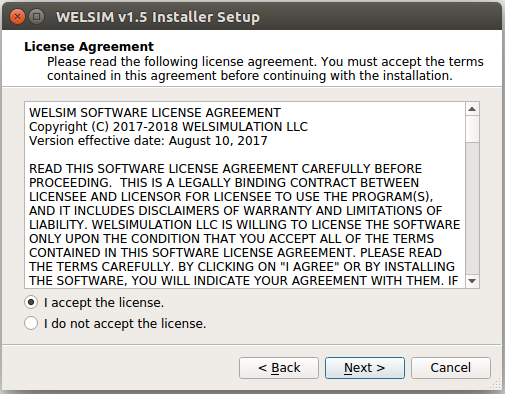 WELSIM v1.5 Installer Setup
License Agreement
Please read the following license agreement. You must accept the terms
contained in this agreement before continuing with the installation.
WELSIM SOFTWARE LICENSE AGREEMENT
Copyright (C) 2017-2018 WELSIMULATION LLC
Version effective date: August 10, 2017
READ THIS SOFTWARE LICENSE AGREEMENT CAREFULLY BEFORE
PROCEEDING.  THIS IS A LEGALLY BINDING CONTRACT BETWEEN
LICENSEE AND LICENSOR FOR LICENSEE TO USE THE PROGRAM(S),
AND IT INCLUDES DISCLAIMERS OF WARRANTY AND LIMITATIONS OF
LIABILITY. WELSIMULATION LLC IS WILLING TO LICENSE THE SOFTWARE
ONLY UPON THE CONDITION THAT YOU ACCEPT ALL OF THE TERMS
CONTAINED IN THIS SOFTWARE LICENSE AGREEMENT. PLEASE READ
THE TERMS CAREFULLY. BY CLICKING ON "I AGREE" OR BY INSTALLING
THE SOFTWARE, YOU WILL INDICATE YOUR AGREEMENT WITH THEM. IF
I accept the license.
I do not accept the license.
< Back
Next >
Cancel